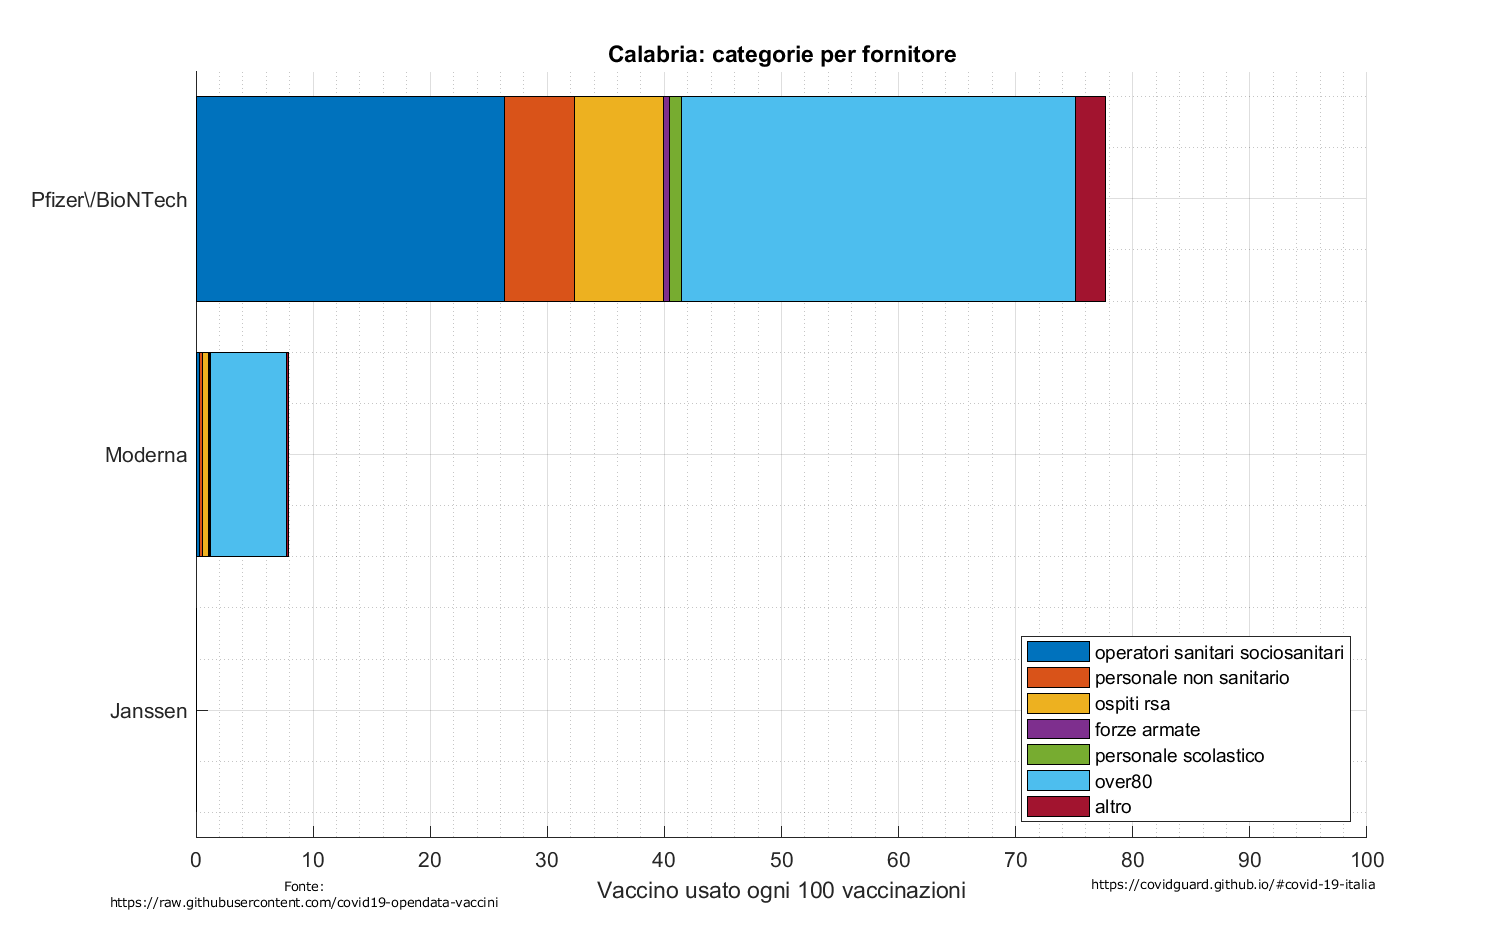 Calabria: categorie per fornitore
Pfizer\/BioNTech
Moderna
Janssen
operatori sanitari sociosanitari
personale non sanitario
ospiti rsa
forze armate
personale scolastico
over80
altro
0 10 20 30 40 50 60 70 80 90 100
Vaccino usato ogni 100 vaccinazioni
Fonte:
https://raw.githubusercontent.com/covid19-opendata-vaccini
https://covidguard.github.io/#covid-19-italia